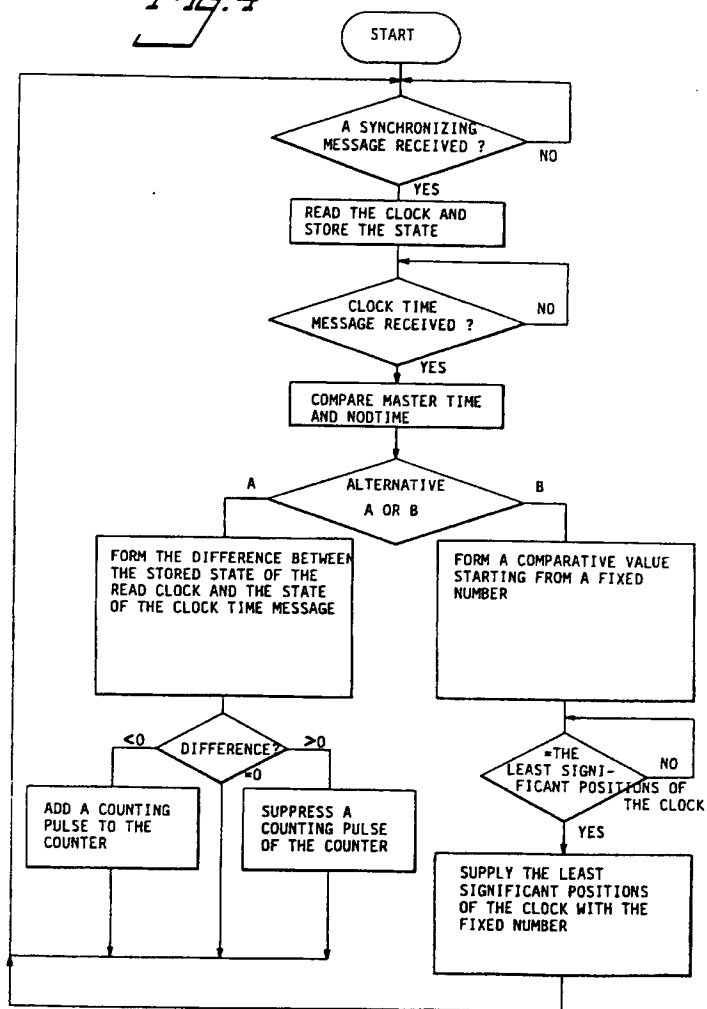 FIG.4
START
A SYNCHRONIZING
MESSAGE RECEIVED ?
NO
YES
READ THE CLOCK AND
STORE THE STATE
CLOCK TIME
MESSAGE RECEIVED ?
NO
YES
COMPARE MASTER TIME
AND NODTIME
A
ALTERNATIVE
A OR B
B
FORM THE DIFFERENCE BETWEEN
THE STORED STATE OF THE
READ CLOCK AND THE STATE
OF THE CLOCK TIME MESSAGE
FORM A COMPARATIVE VALUE
STARTING FROM A FIXED
NUMBER
<0
DIFFERENCE?
>0
=0
=THE
LEAST SIGNI-
FICANT POSITIONS OF
THE CLOCK
NO
YES
ADD A COUNTING
PULSE TO THE
COUNTER
SUPPRESS A
COUNTING PULSE
OF THE COUNTER
SUPPLY THE LEAST
SIGNIFICANT POSITIONS
OF THE CLOCK WITH THE
FIXED NUMBER